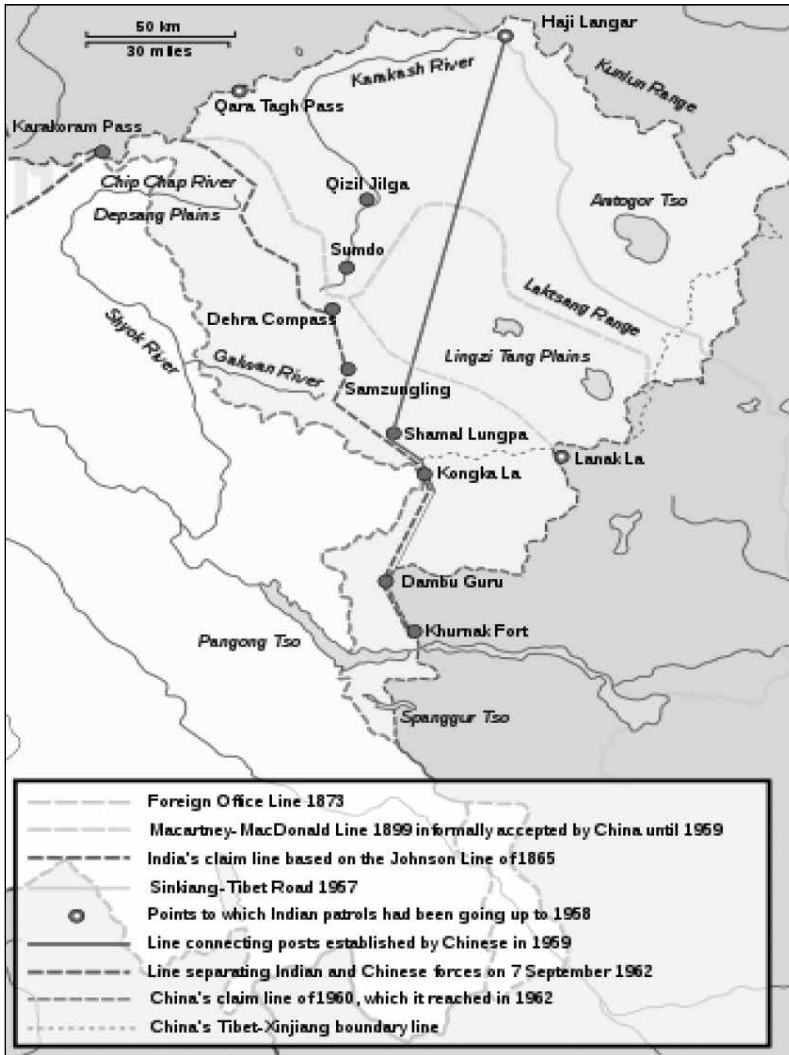 50 km
30 miles
Haji Langar
Karakash River
Kunlun Range
Qara Tagh Pass
Karakoram Pass
Chip Chap River
Qizil Jilga
Depsang Plains
Antogor Tso
Sumdo
Shyok River
Dehra Compass
Laktsang Range
Galwan River
Lingzi Tang Plains
Samzungling
Shamal Lungpa
Lanak La
Kongka La
Dambu Guru
Khurnak Fort
Pangong Tso
Spanggur Tso
Foreign Office Line 1873
Macartney-MacDonald Line 1899 informally accepted by China until 1959
India's claim line based on the Johnson Line of 1865
Sinkiang-Tibet Road 1957
Points to which Indian patrols had been going up to 1958
Line connecting posts established by Chinese in 1959
Line separating Indian and Chinese forces on 7 September 1962
China's claim line of 1960, which it reached in 1962
China's Tibet-Xinjiang boundary line